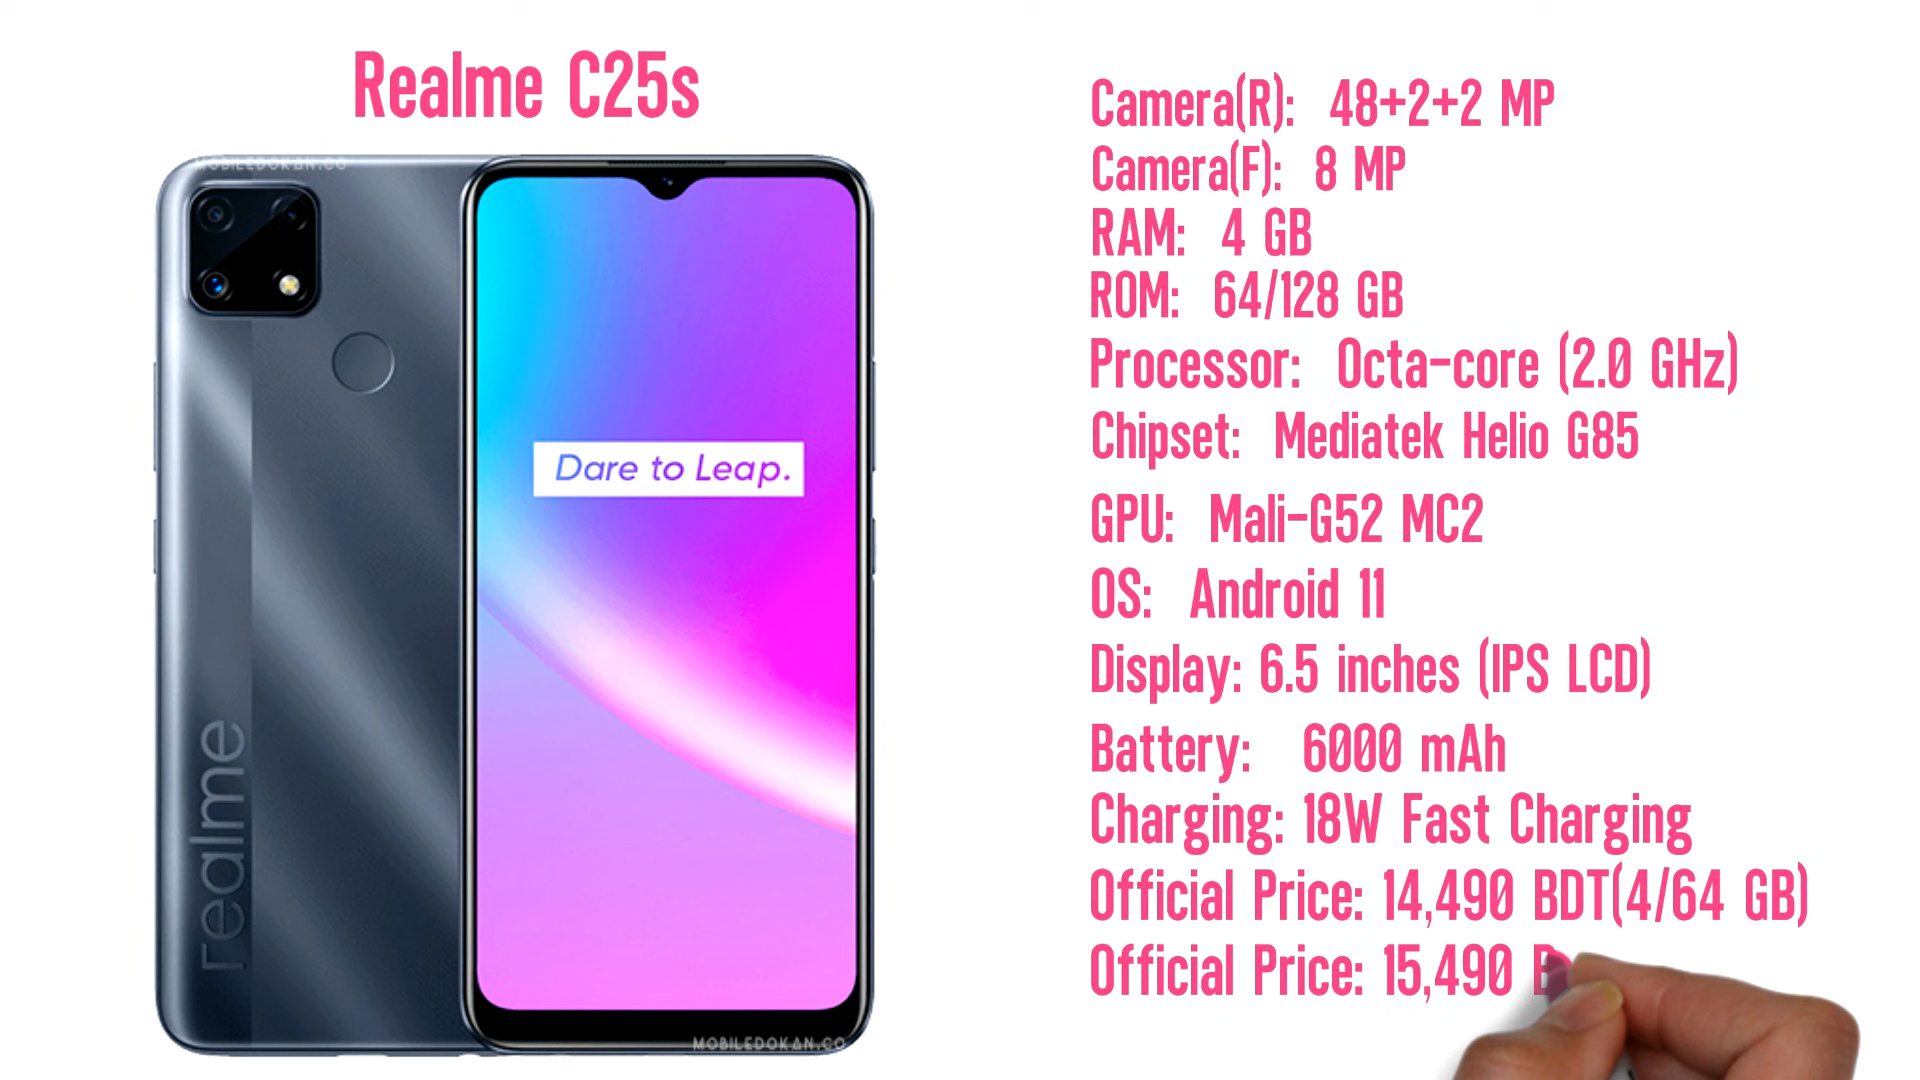 Realme C25s
MOBILEDOKAN.CO
Dare to Leap.
realme
MOBILEDOKAN.CO
Camera(R): 48+2+2 MP
Camera(F): 8 MP
RAM: 4 GB
ROM: 64/128 GB
Processor: Octa-core (2.0 GHz)
Chipset: Mediatek Helio G85
GPU: Mali-G52 MC2
OS: Android 11
Display: 6.5 inches (IPS LCD)
Battery: 6000 mAh
Charging: 18W Fast Charging
Official Price: 14,490 BDT(4/64 GB)
Official Price: 15,490